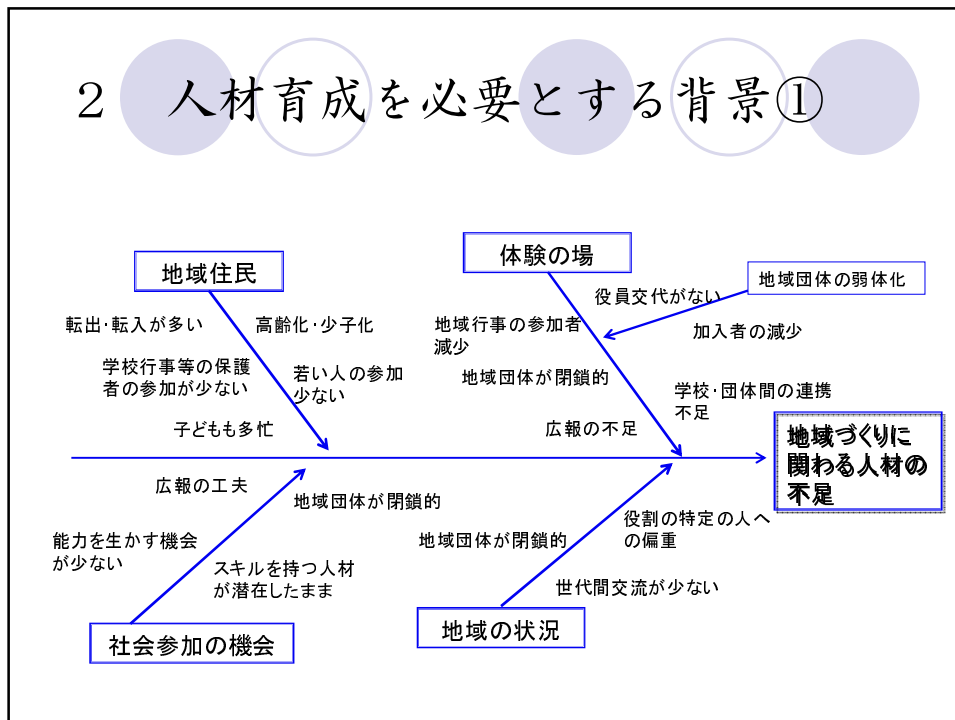 ２　人材育成を必要とする背景①
地域住民
転出･転入が多い
高齢化･少子化
学校行事等の保護
者の参加が少ない
若い人の参加
少ない
子どもも多忙
体験の場
地域団体の弱体化
役員交代がない
加入者の減少
地域行事の参加者
減少
地域団体が閉鎖的
学校･団体間の連携
不足
広報の不足
地域づくりに
関わる人材の
不足
広報の工夫
地域団体が閉鎖的
能力を生かす機会
が少ない
スキルを持つ人材
が潜在したまま
社会参加の機会
役割の特定の人へ
の偏重
地域団体が閉鎖的
世代間交流が少ない
地域の状況